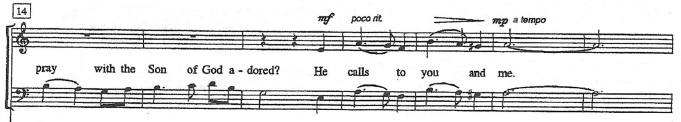 14
mf poco rit. mp a tempo
pray with the Son of God a - dored? He calls to you and me.